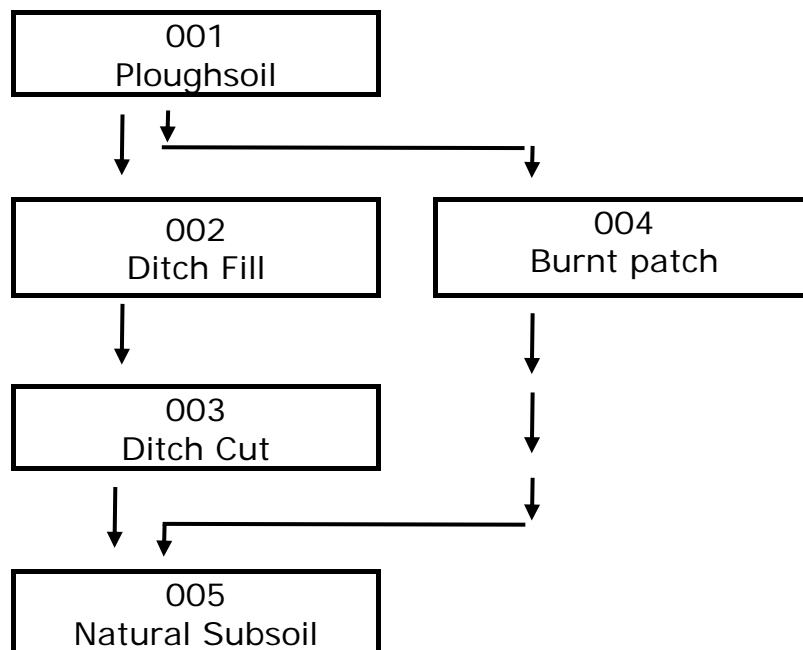 001
Ploughsoil
002
Ditch Fill
004
Burnt patch
003
Ditch Cut
005
Natural Subsoil